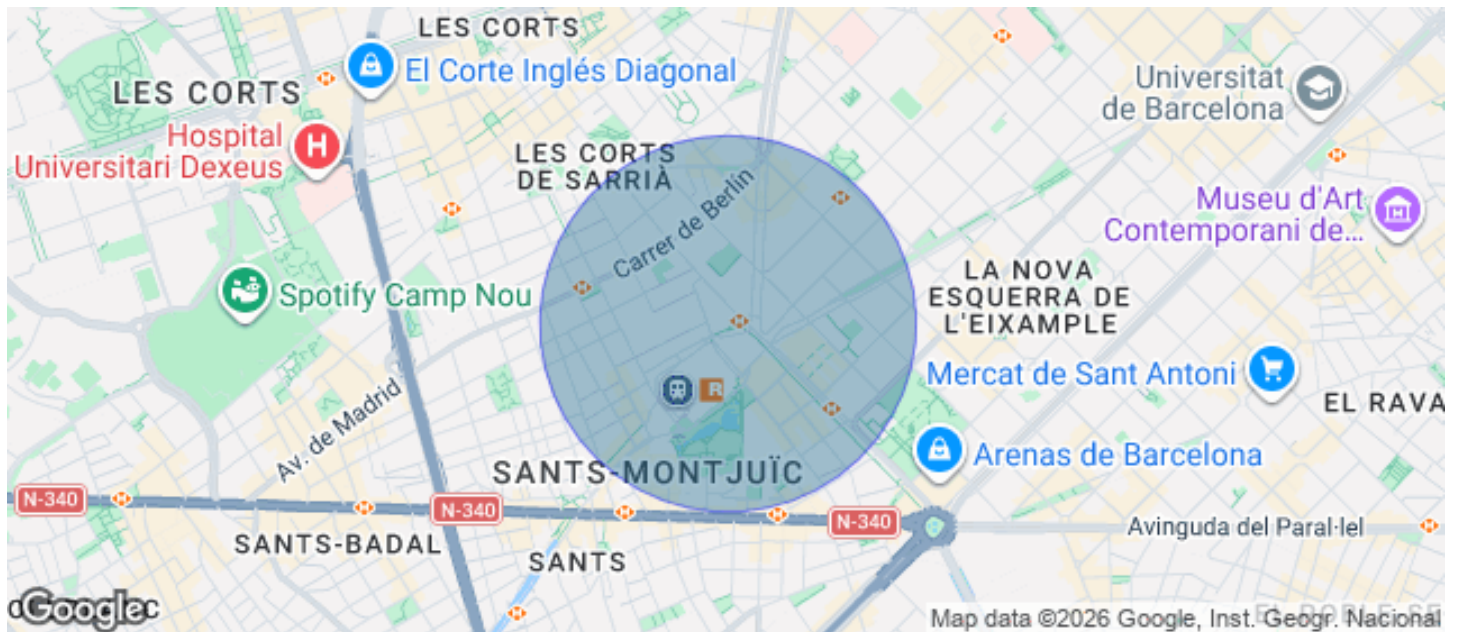 LES CORTS
El Corte Inglés Diagonal
LES CORTS
Hospital
Universitari Dexeus
Universitat
de Barcelona
LES CORTS
DE SARRIÀ
Carrer de Berlín
Museu d'Art
Contemporani de...
Spotify Camp Nou
LA NOVA
ESQUERRA DE
L'EIXAMPLE
Mercat de Sant Antoni
EL RAVA
Av. de Madrid
R
Arenas de Barcelona
SANTS-MONTJUÏC
N-340
N-340
N-340
Avinguda del Paral·lel
SANTS-BADAL
SANTS
Google
Map data ©2026 Google, Inst. Geogr. Nacional